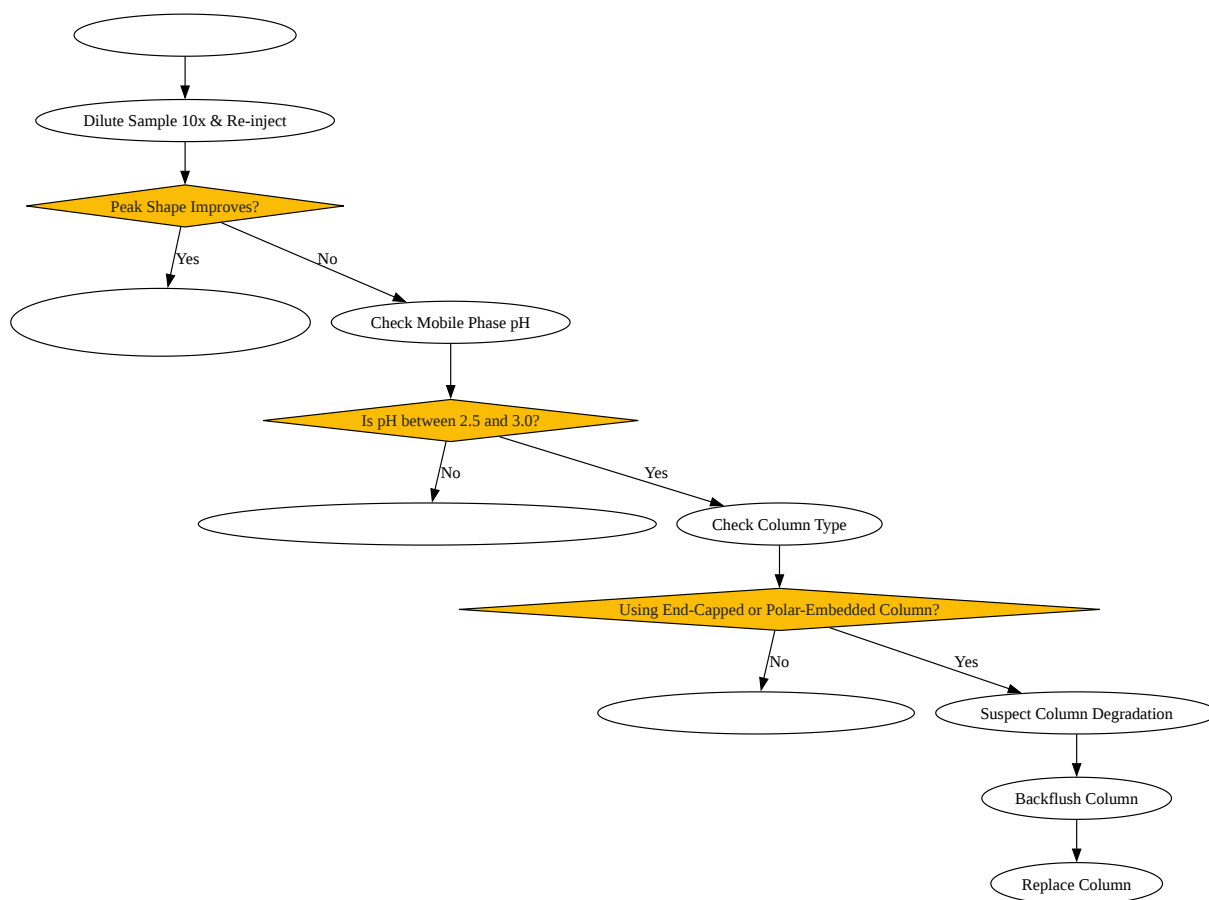 Dilute Sample 10x & Re-inject
Peak Shape Improves?
Yes
No
Check Mobile Phase pH
Is pH between 2.5 and 3.0?
No
Yes
Check Column Type
Using End-Capped or Polar-Embedded Column?
No
Yes
Suspect Column Degradation
Backflush Column
Replace Column